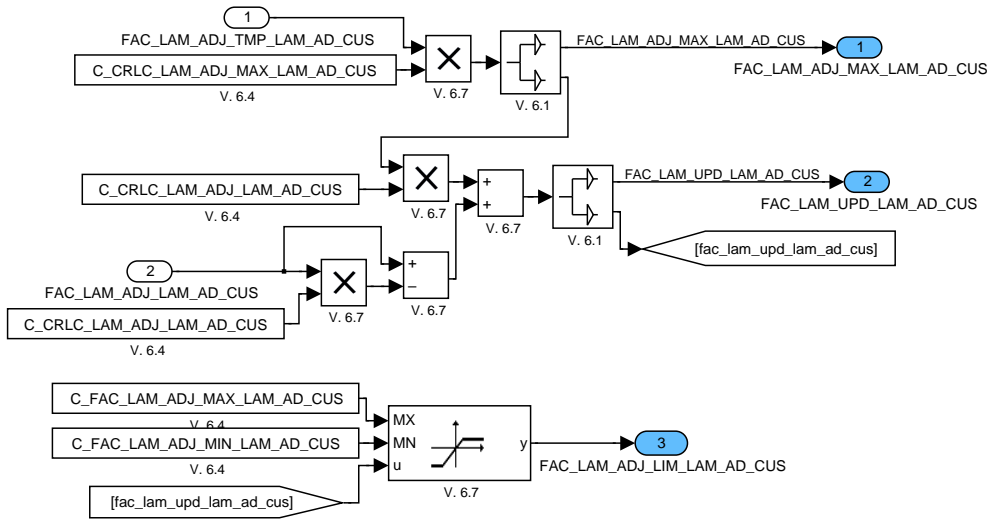 1
FAC_LAM_ADJ_TMP_LAM_AD_CUS
C_CRLC_LAM_ADJ_MAX_LAM_AD_CUS
V. 6.4
V. 6.7
V. 6.1
FAC_LAM_ADJ_MAX_LAM_AD_CUS
1
FAC_LAM_ADJ_MAX_LAM_AD_CUS
C_CRLC_LAM_ADJ_LAM_AD_CUS
V. 6.4
V. 6.7
+
+
V. 6.7
V. 6.1
FAC_LAM_UPD_LAM_AD_CUS
2
FAC_LAM_UPD_LAM_AD_CUS
[fac_lam_upd_lam_ad_cus]
2
FAC_LAM_ADJ_LAM_AD_CUS
C_CRLC_LAM_ADJ_LAM_AD_CUS
V. 6.4
V. 6.7
+
−
V. 6.7
C_FAC_LAM_ADJ_MAX_LAM_AD_CUS
V. 6.4
C_FAC_LAM_ADJ_MIN_LAM_AD_CUS
V. 6.4
[fac_lam_upd_lam_ad_cus]
MX
MN
u
y
V. 6.7
3
FAC_LAM_ADJ_LIM_LAM_AD_CUS